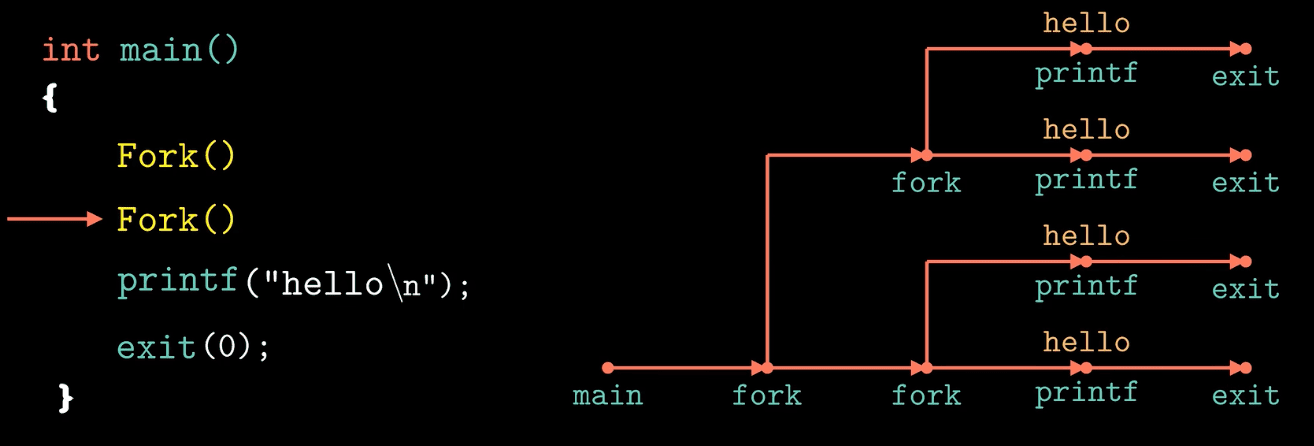 int main()
{
Fork()
Fork()
printf("hello\n");
exit(0);
}
hello
printf exit
hello
fork printf exit
hello
printf exit
hello
main fork fork printf exit